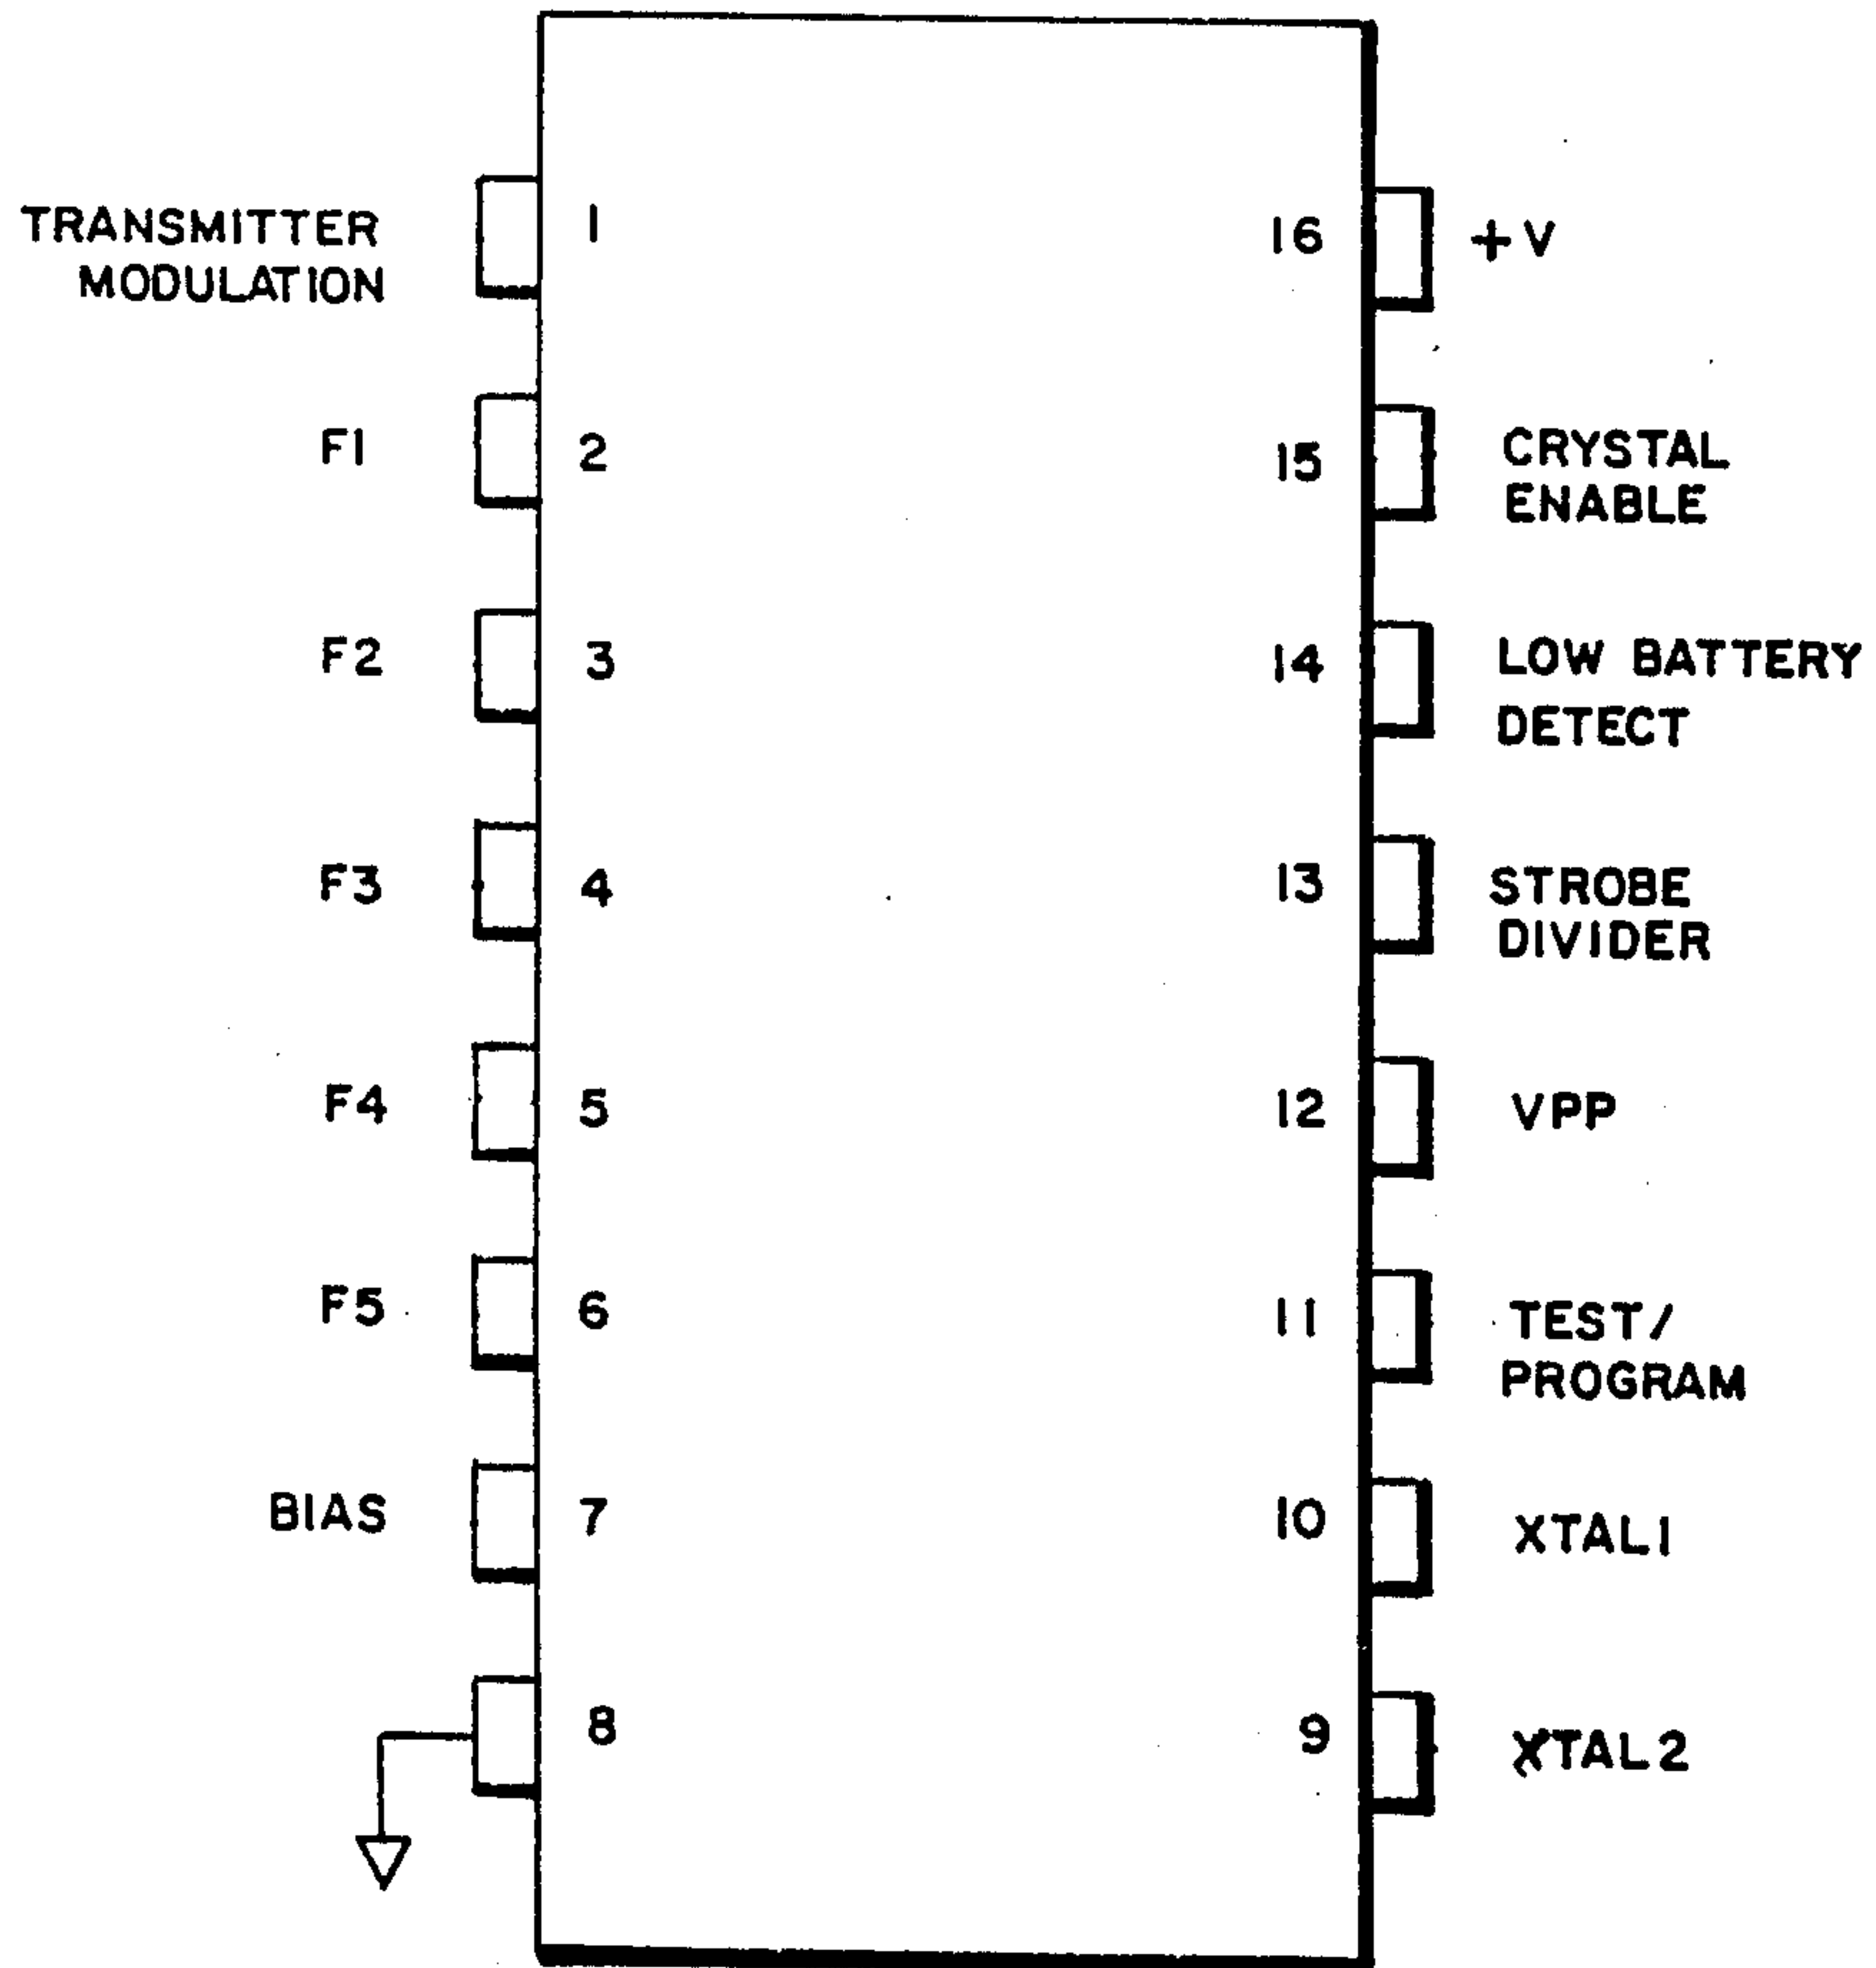 TRANSMITTER
MODULATION
1
16
+V
F1
2
15
CRYSTAL
ENABLE
F2
3
14
LOW BATTERY
DETECT
F3
4
13
STROBE
DIVIDER
F4
5
12
VPP
F5
6
11
TEST/
PROGRAM
BIAS
7
10
XTAL1
8
9
XTAL2